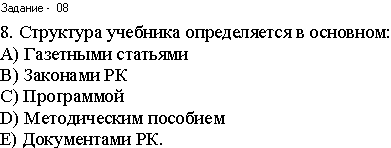 Задание - 08
8. Структура учебника определяется в основном:
A) Газетными статьями
B) Законами РК
C) Программой
D) Методическим пособием
E) Документами РК.